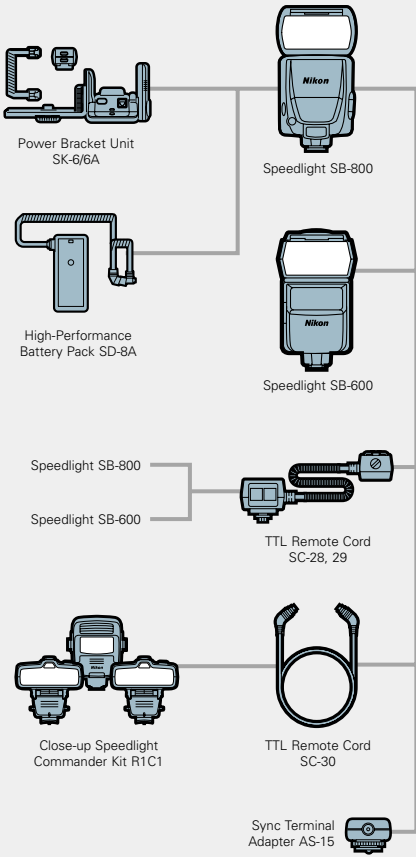 Nikon
Power Bracket Unit
SK-6/6A
Speedlight SB-800
High-Performance
Battery Pack SD-8A
Nikon
Speedlight SB-600
Speedlight SB-800
Speedlight SB-600
TTL Remote Cord
SC-28, 29
Nikon
Close-up Speedlight
Commander Kit R1C1
TTL Remote Cord
SC-30
Sync Terminal
Adapter AS-15